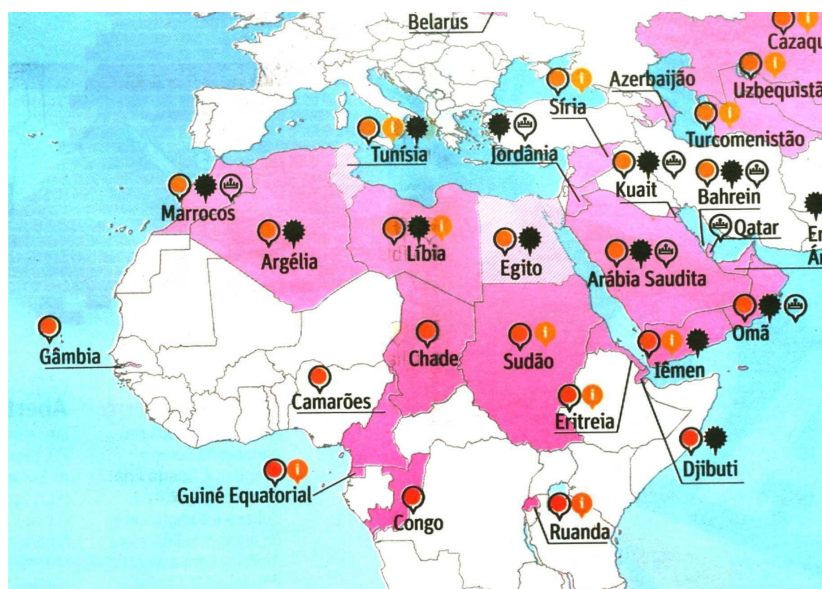 Belarus
Cazaqu
Azerbaijão
Uzbequistã
Síria
Turcomenistão
Tunísia
Jordânia
Kuait
Bahrein
Marrocos
Qatar
Argélia
Líbia
Egito
Arábia Saudita
Omã
Gâmbia
Chade
Sudão
Iêmen
Camarões
Eritreia
Djibuti
Guiné Equatorial
Congo
Ruanda